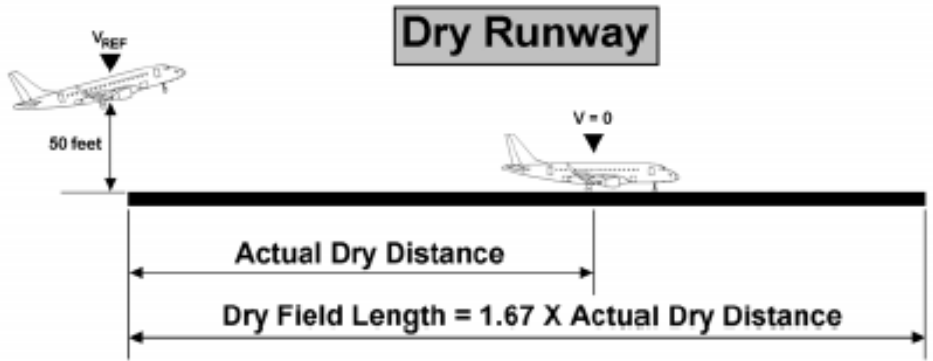 Dry Runway
VREF
50 feet
V = 0
Actual Dry Distance
Dry Field Length = 1.67 X Actual Dry Distance